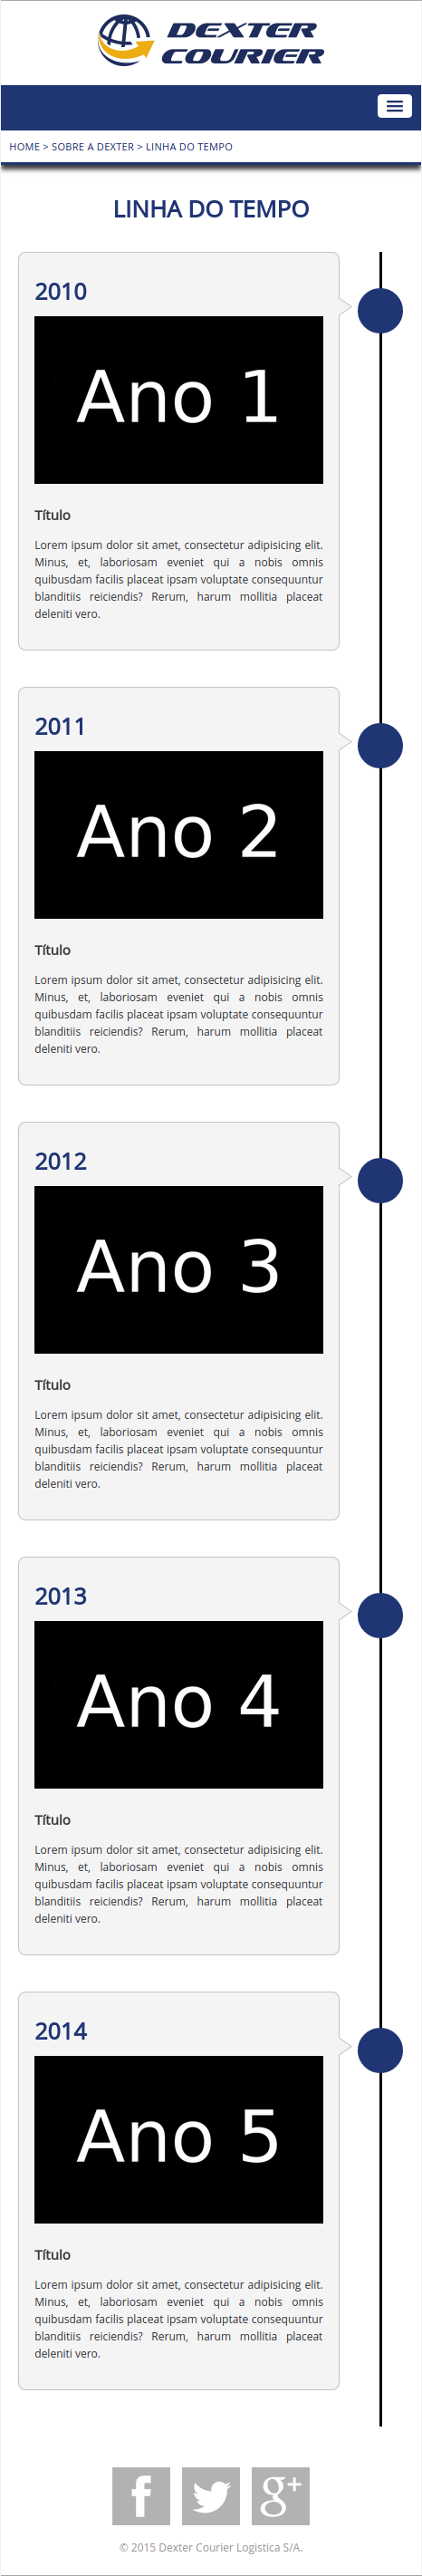 DEXTER
COURIER
HOME > SOBRE A DEXTER > LINHA DO TEMPO
LINHA DO TEMPO
2010
Ano 1
Título
Lorem ipsum dolor sit amet, consectetur adipisicing elit.
Minus, et, laboriosam eveniet qui a nobis omnis
quibusdam facilis placeat ipsam voluptate consequuntur
blanditiis reiciendis? Rerum, harum mollitia placeat
deleniti vero.
2011
Ano 2
Título
Lorem ipsum dolor sit amet, consectetur adipisicing elit.
Minus, et, laboriosam eveniet qui a nobis omnis
quibusdam facilis placeat ipsam voluptate consequuntur
blanditiis reiciendis? Rerum, harum mollitia placeat
deleniti vero.
2012
Ano 3
Título
Lorem ipsum dolor sit amet, consectetur adipisicing elit.
Minus, et, laboriosam eveniet qui a nobis omnis
quibusdam facilis placeat ipsam voluptate consequuntur
blanditiis reiciendis? Rerum, harum mollitia placeat
deleniti vero.
2013
Ano 4
Título
Lorem ipsum dolor sit amet, consectetur adipisicing elit.
Minus, et, laboriosam eveniet qui a nobis omnis
quibusdam facilis placeat ipsam voluptate consequuntur
blanditiis reiciendis? Rerum, harum mollitia placeat
deleniti vero.
2014
Ano 5
Título
Lorem ipsum dolor sit amet, consectetur adipisicing elit.
Minus, et, laboriosam eveniet qui a nobis omnis
quibusdam facilis placeat ipsam voluptate consequuntur
blanditiis reiciendis? Rerum, harum mollitia placeat
deleniti vero.
© 2015 Dexter Courier Logistica S/A.